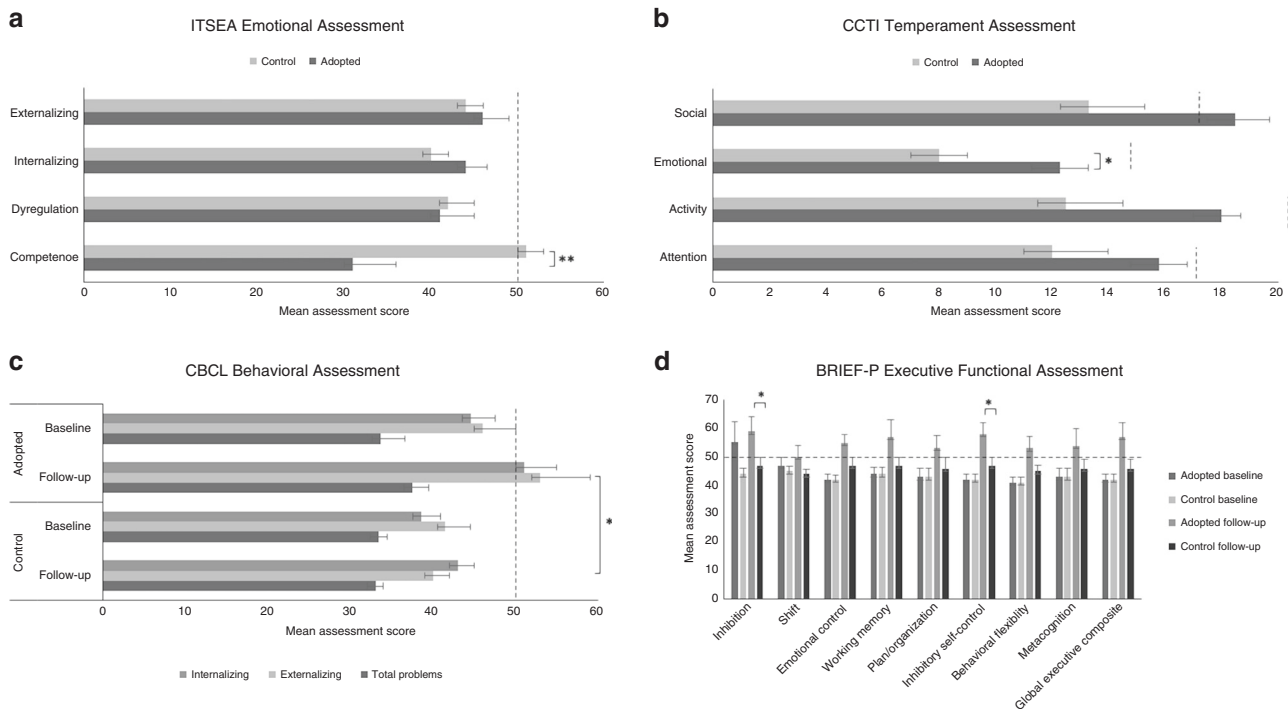 a
ITSEA Emotional Assessment
Control Adopted
Externalizing
Internalizing
Dyregulation
Competence
**
0 10 20 30 40 50 60
Mean assessment score
b
CCTI Temperament Assessment
Control Adopted
Social
Emotional
*
Activity
Attention
0 2 4 6 8 10 12 14 16 18 20
Mean assessment score
c
CBCL Behavioral Assessment
Adopted
Baseline
Follow-up
Control
Baseline
Follow-up
*
0 10 20 30 40 50 60
Mean assessment score
Internalizing Externalizing Total problems
d
BRIEF-P Executive Functional Assessment
Mean assessment score
70
60
50
40
30
20
10
0
* *
Inhibition
Shift
Emotional control
Working memory
Plan/organization
Inhibitory self-control
Behavioral flexiblity
Metacognition
Global executive composite
Adopted baseline
Control baseline
Adopted follow-up
Control follow-up